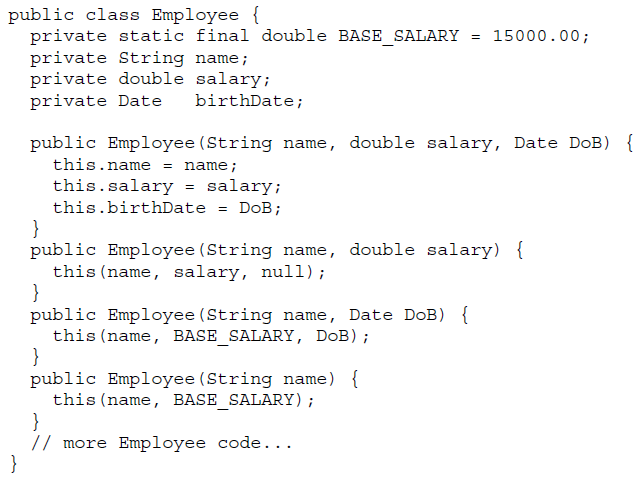 public class Employee {
private static final double BASE_SALARY = 15000.00;
private String name;
private double salary;
private Date   birthDate;
public Employee(String name, double salary, Date DoB) {
this.name = name;
this.salary = salary;
this.birthDate = DoB;
}
public Employee(String name, double salary) {
this(name, salary, null);
}
public Employee(String name, Date DoB) {
this(name, BASE_SALARY, DoB);
}
public Employee(String name) {
this(name, BASE_SALARY);
}
// more Employee code...
}